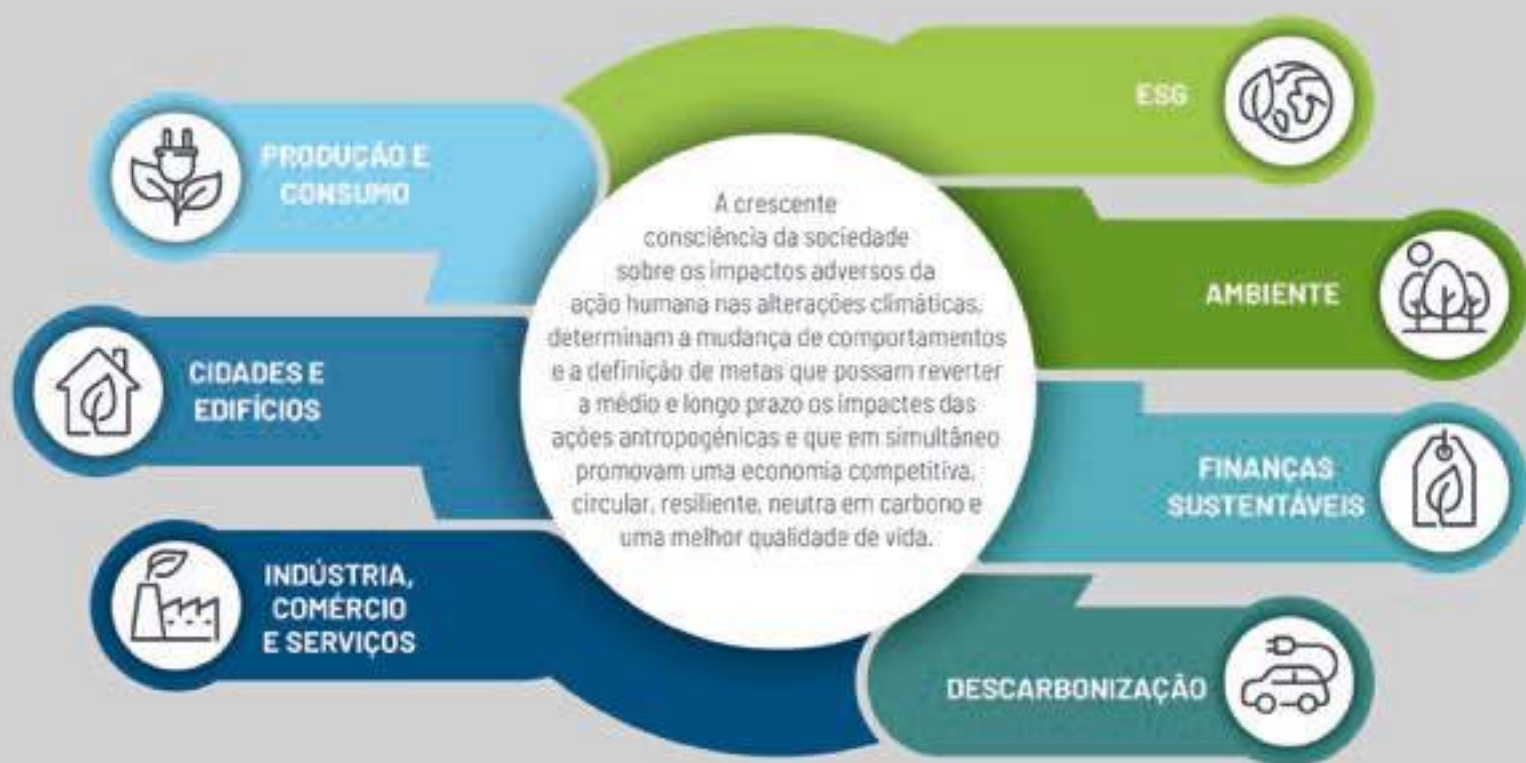 PRODUÇÃO E
CONSUMO
CIDADES E
EDIFÍCIOS
INDÚSTRIA,
COMÉRCIO
E SERVIÇOS
A crescente
consciência da sociedade
sobre os impactos adversos da
ação humana nas alterações climáticas,
determinam a mudança de comportamentos
e a definição de metas que possam reverter
a médio e longo prazo os impactes das
ações antropogénicas e que em simultâneo
promovam uma economia competitiva,
circular, resiliente, neutra em carbono e
uma melhor qualidade de vida.
ESG
AMBIENTE
FINANÇAS
SUSTENTÁVEIS
DESCARBONIZAÇÃO